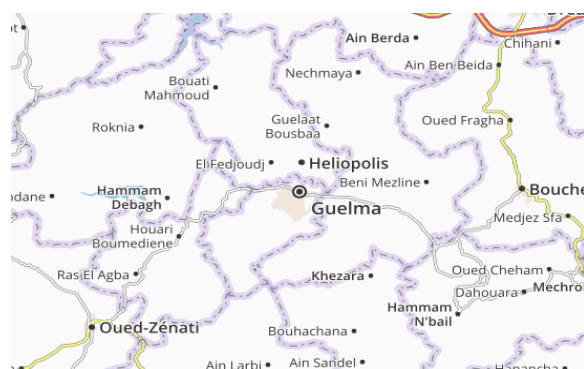 Ain Berda
Chihani
Nechmaya
Ain Ben Beida
Bouati
Mahmoud
Roknia
Guelaat
Bousbaa
Oued Fragha
El Fedjoudj
Heliopolis
Beni Mezline
Hammam
Debagh
Guelma
Medjez Sfa
Houari
Boumediene
Ras El Agba
Khezara
Oued Cheham
Dahouara
Hammam
N'bail
Oued-Zénati
Bouhachana
Ain Larbi
Ain Sandel